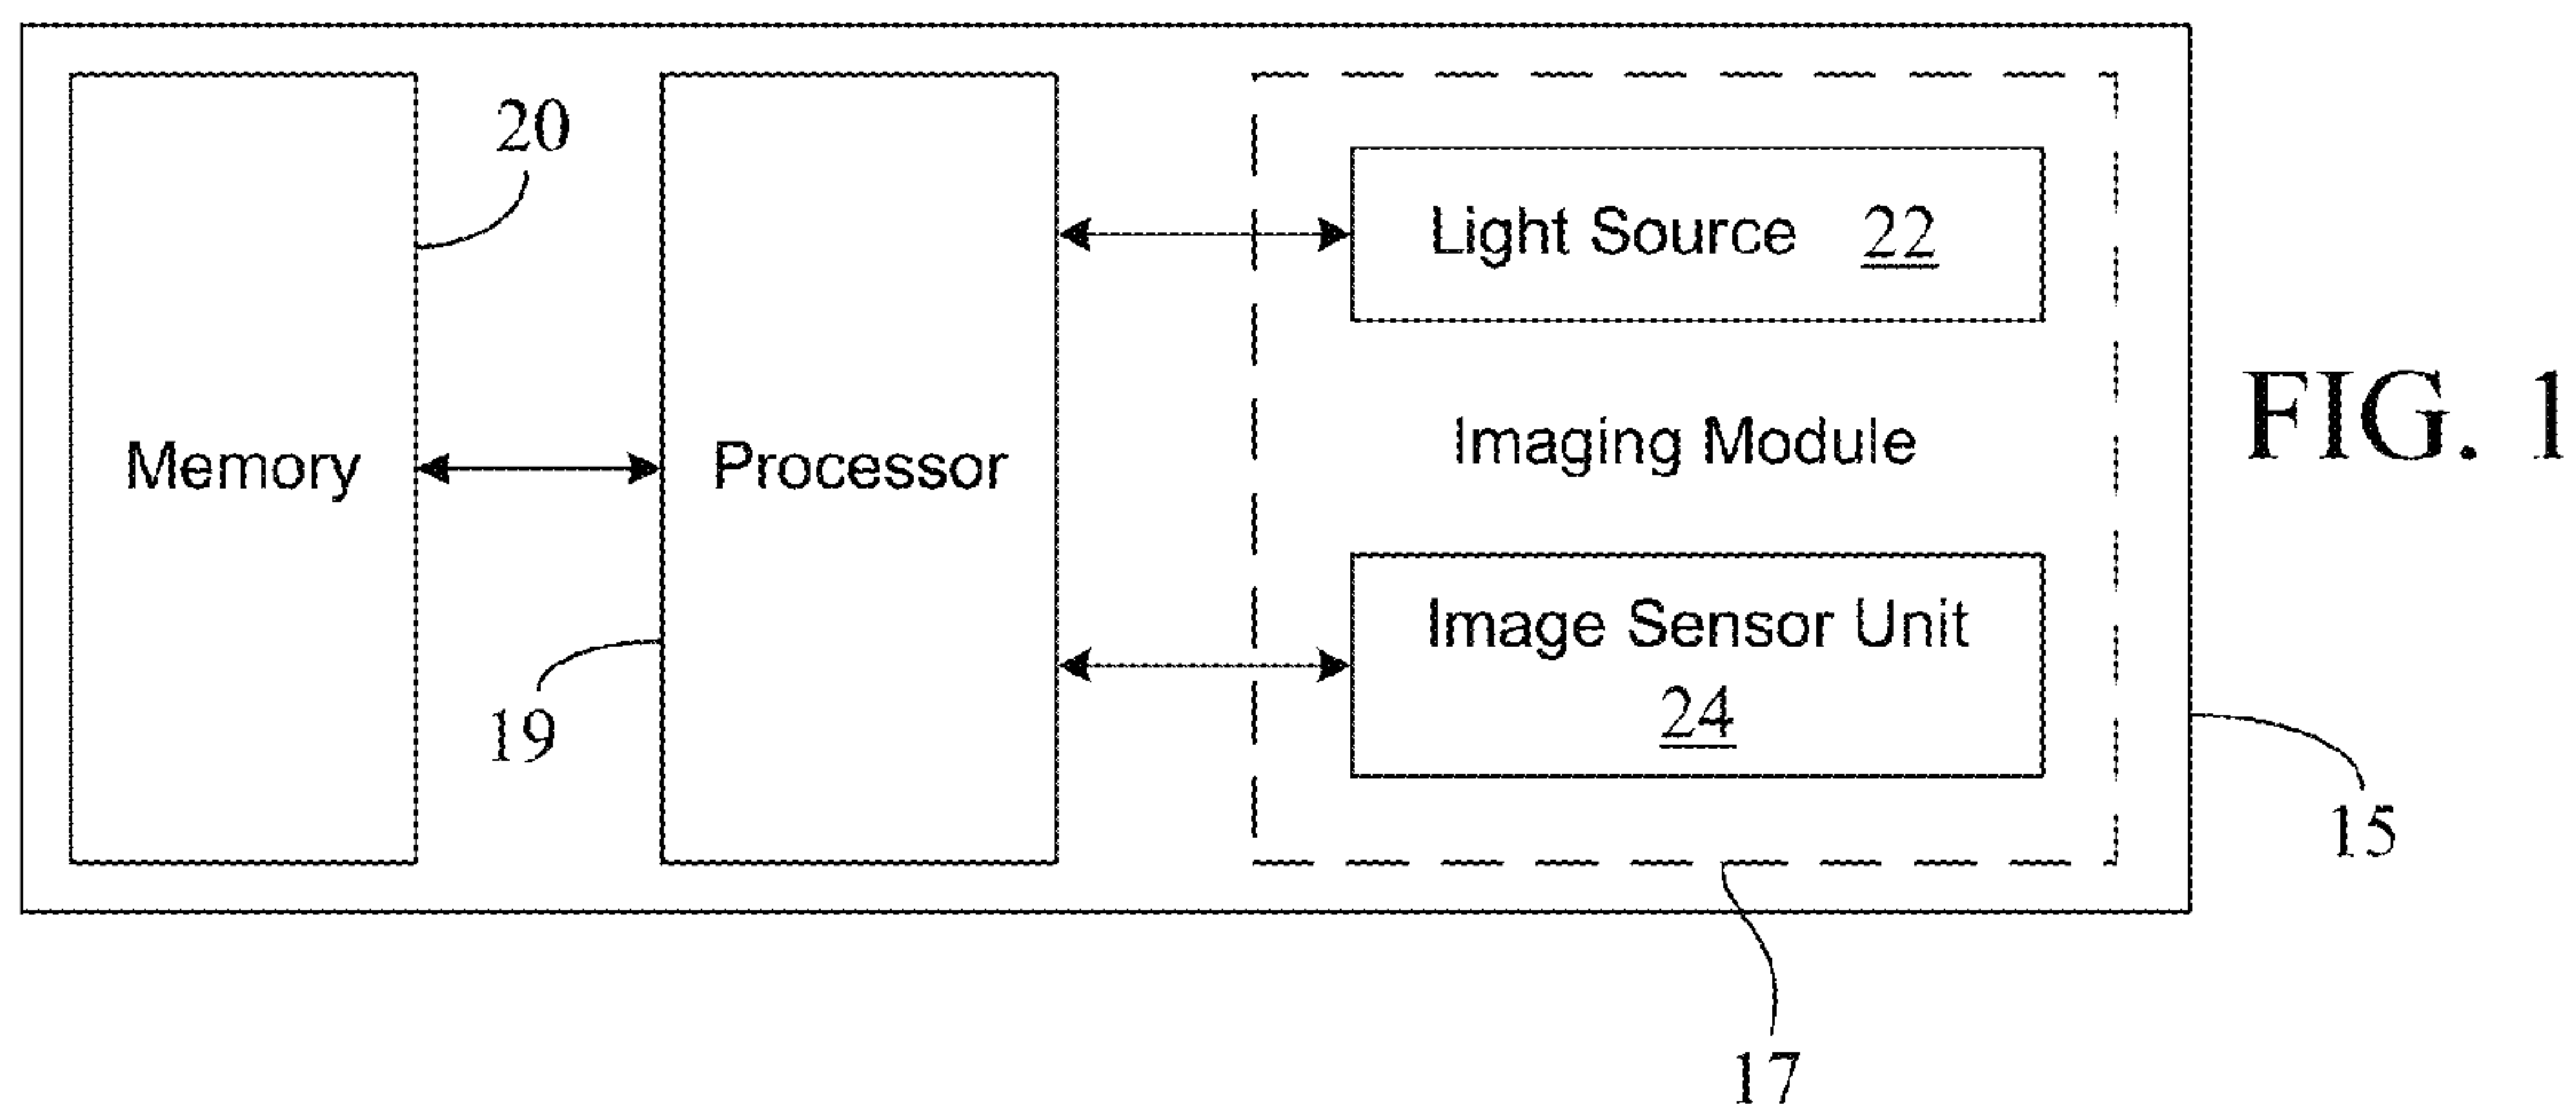 20
Light Source 22
FIG. 1
Imaging Module
Memory
Processor
Image Sensor Unit
24
19
15
17